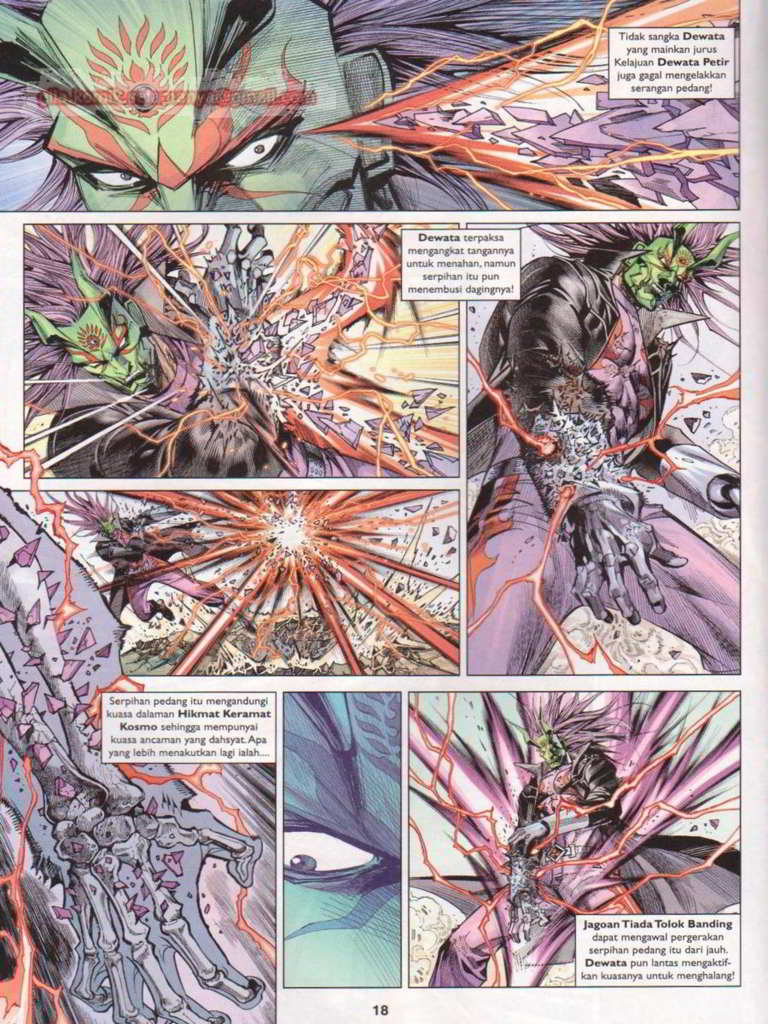 Tidak sangka Dewata
yang mainkan jurus
Kelajuan Dewata Petir
juga gagal mengelakkan
serangan pedang!
Dewata terpaksa
mengangkat tangannya
untuk menahan, namun
serpihan itu pun
menembusi dagingnya!
Serpihan pedang itu mengandungi
kuasa dalaman Hikmat Keramat
Kosmo sehingga mempunyai
kuasa ancaman yang dahsyat. Apa
yang lebih menakutkan lagi ialah....
Jagoan Tiada Tolok Banding
dapat mengawal pergerakan
serpihan pedang itu dari jauh.
Dewata pun lantas mengaktif-
kan kuasanya untuk menghalang!
18